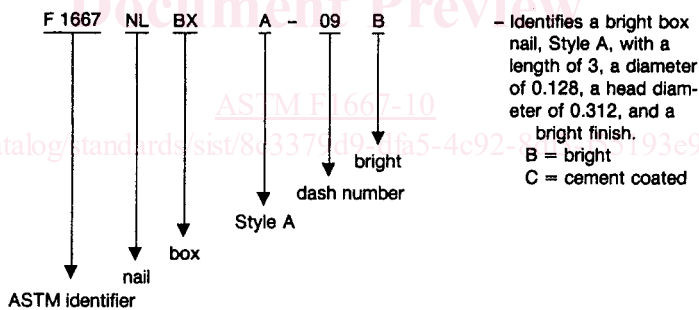 Document Preview
F 1667 NL BX A – 09 B
– Identifies a bright box
nail, Style A, with a
length of 3, a diameter
of 0.128, a head diam-
eter of 0.312, and a
bright finish.
B = bright
C = cement coated
ASTM F1667-10
bright
dash number
Style A
box
nail
ASTM identifier